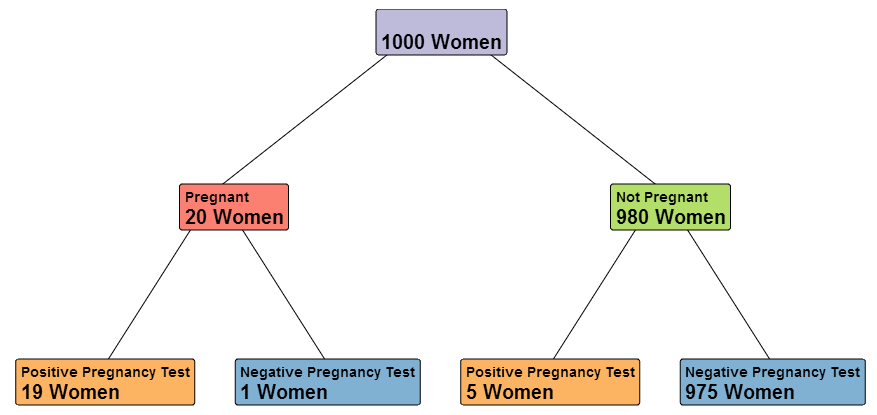 1000 Women
Pregnant
20 Women
Not Pregnant
980 Women
Positive Pregnancy Test
19 Women
Negative Pregnancy Test
1 Women
Positive Pregnancy Test
5 Women
Negative Pregnancy Test
975 Women